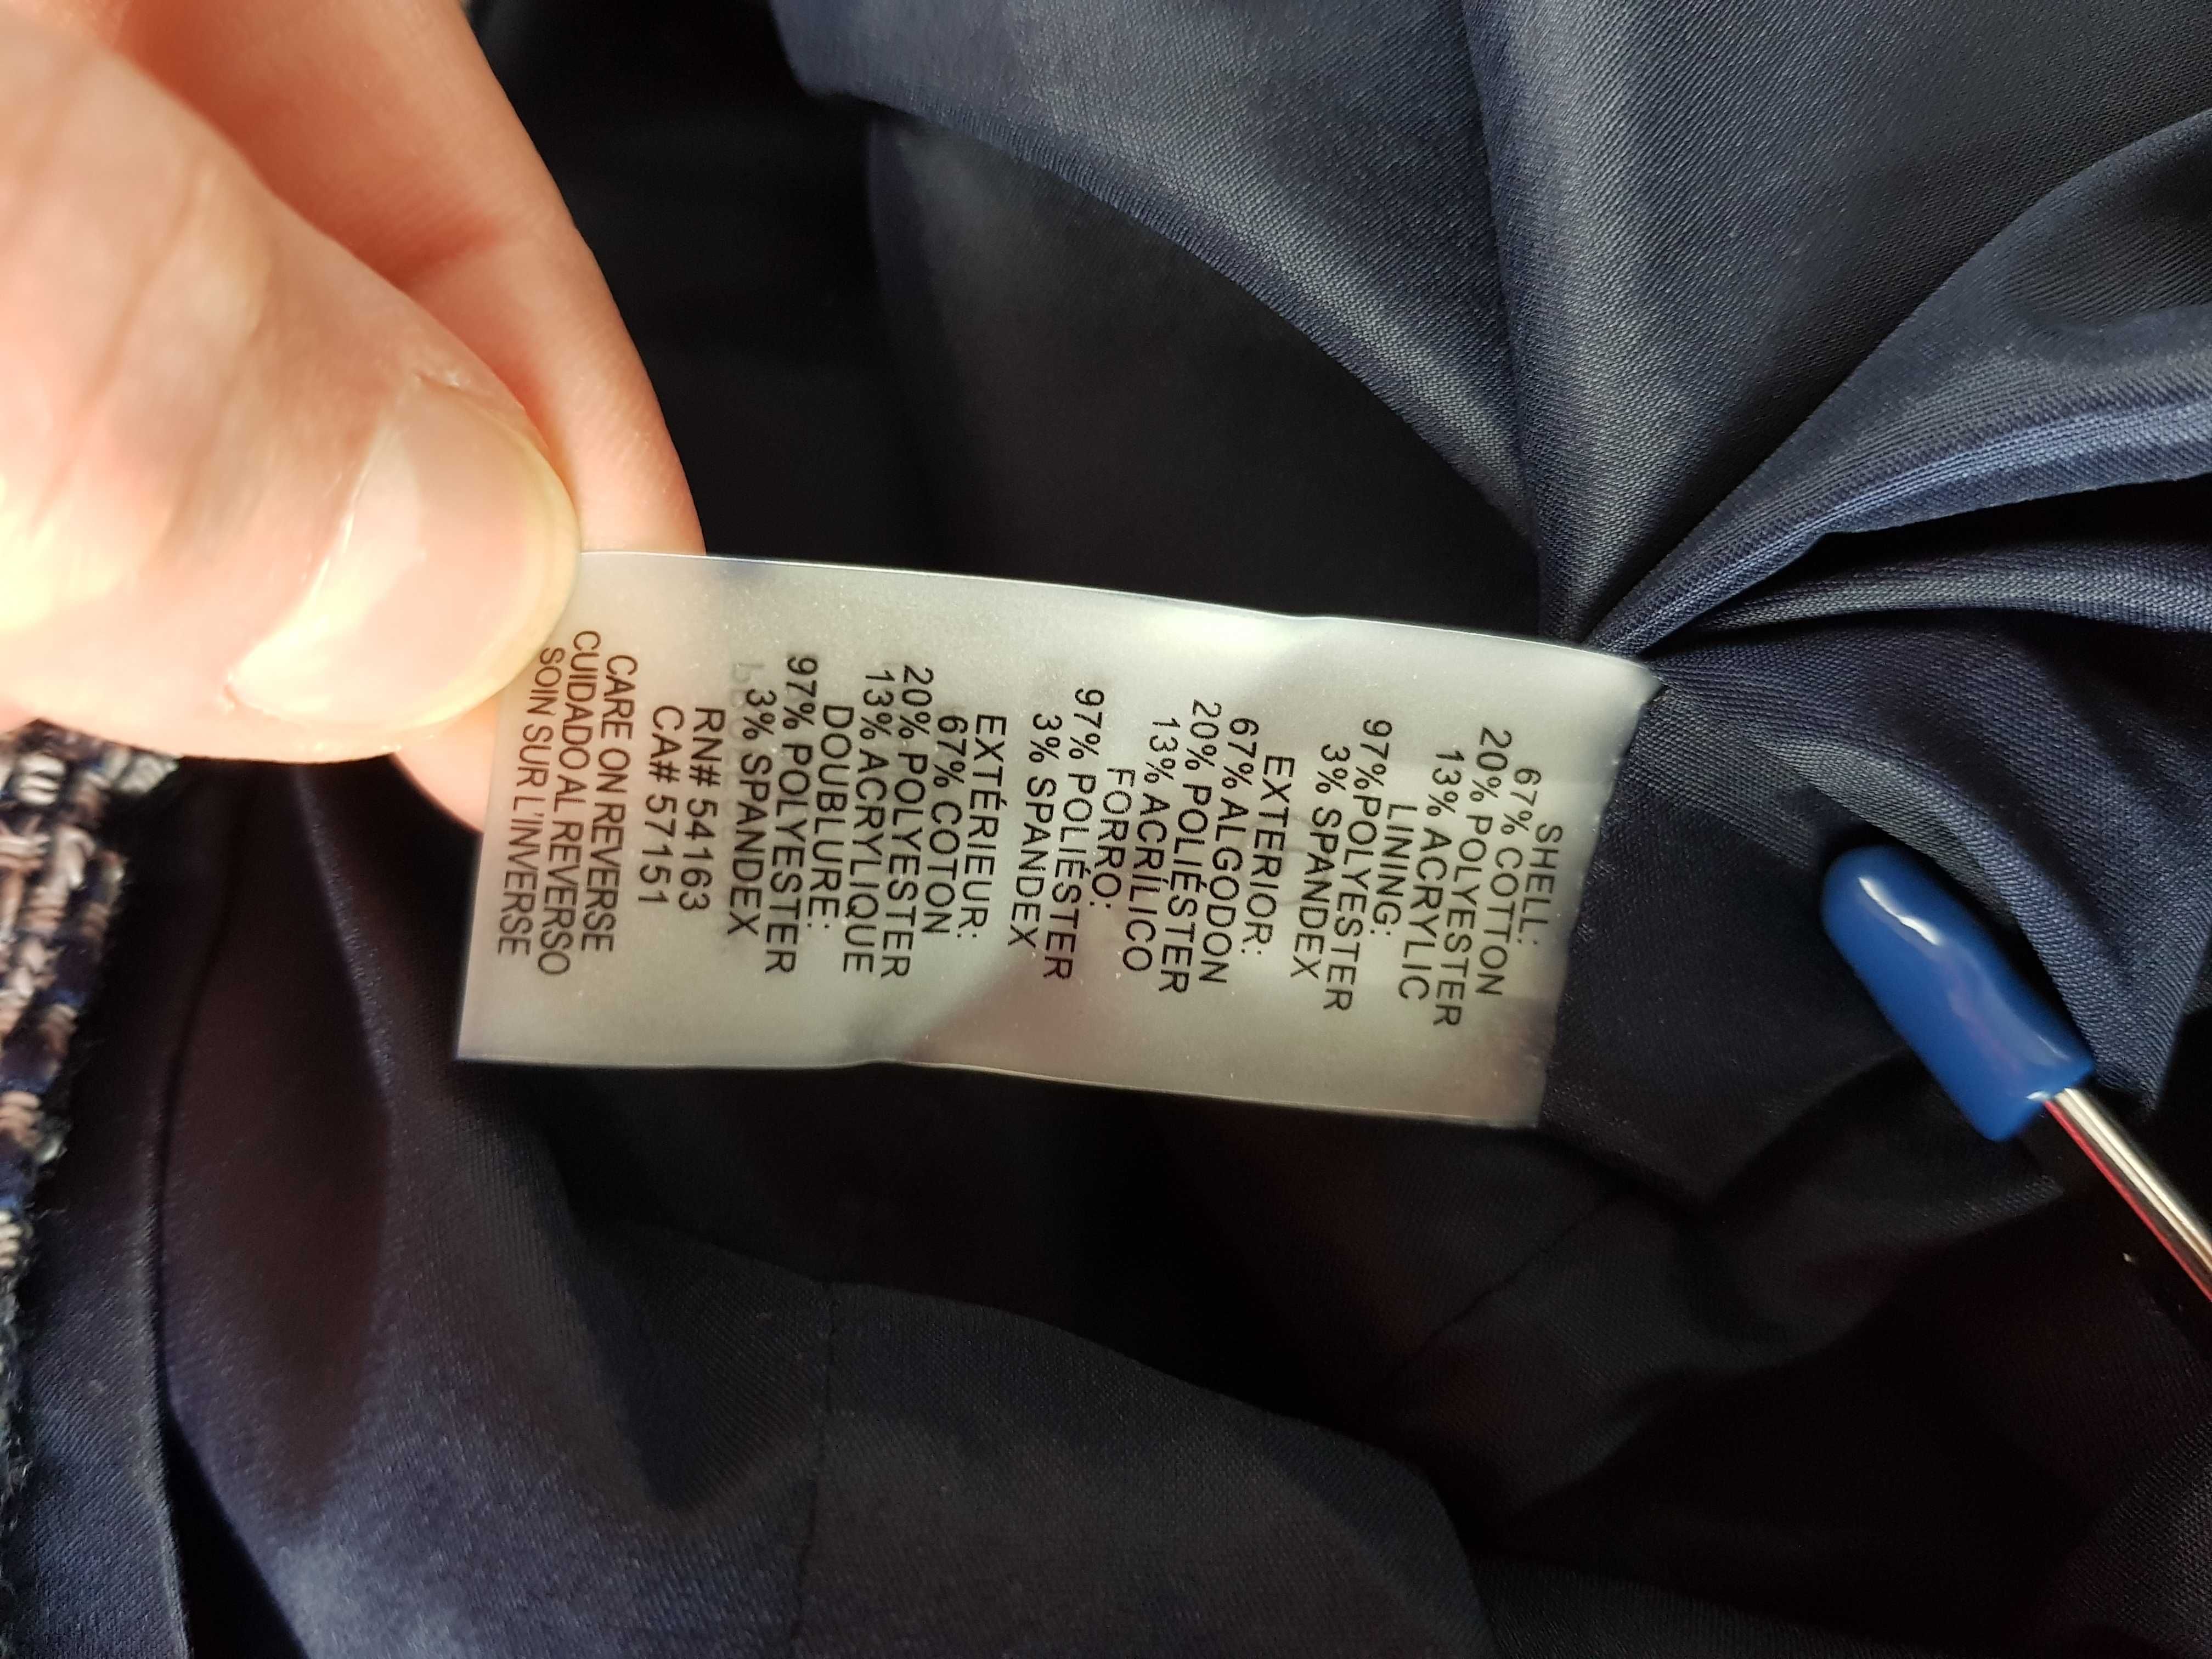 SHELL:
67% COTTON
20% POLYESTER
13% ACRYLIC
LINING:
97%POLYESTER
3% SPANDEX
EXTERIOR:
67% ALGODON
20% POLIÉSTER
13% ACRÍLICO
FORRO:
97% POLIÉSTER
3% SPANDEX
EXTÉRIEUR:
67% COTON
20% POLYESTER
13% ACRYLIQUE
DOUBLURE:
97% POLYESTER
3% SPANDEX
RN# 54163
CA# 57151
CARE ON REVERSE
CUIDADO AL REVERSO
SOIN SUR L'INVERSE